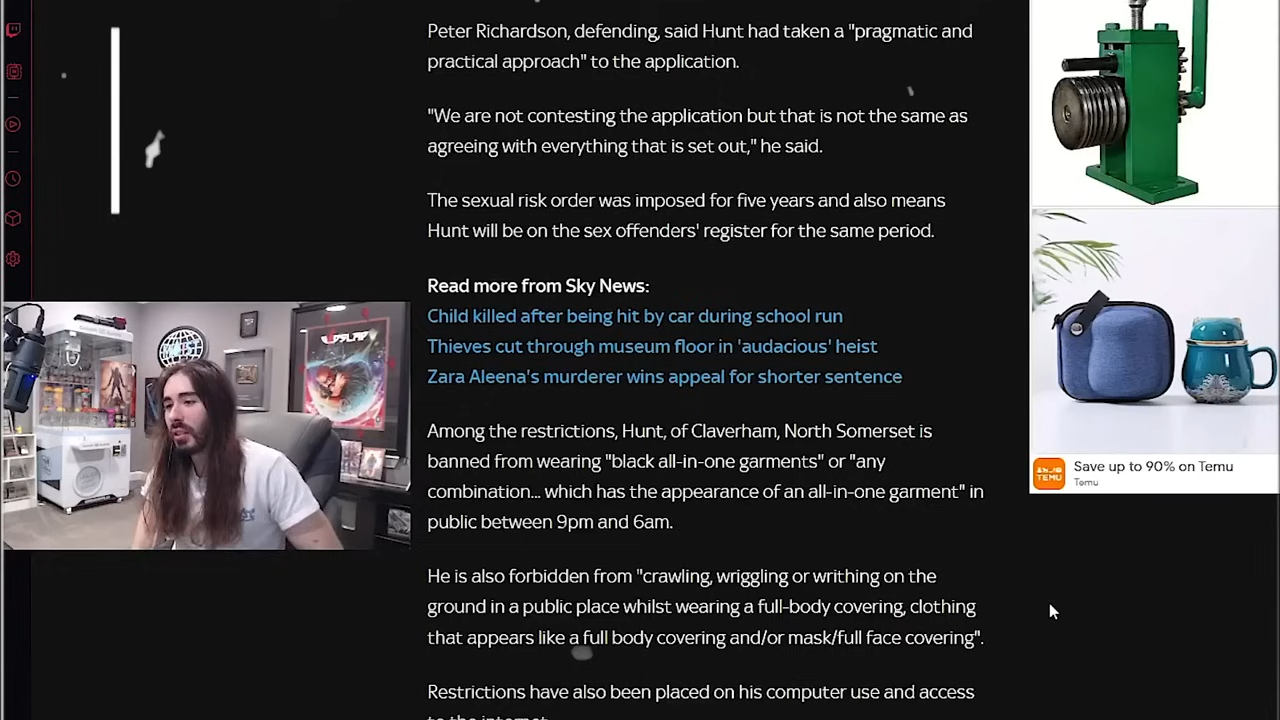 Peter Richardson, defending, said Hunt had taken a "pragmatic and
practical approach" to the application.
"We are not contesting the application but that is not the same as
agreeing with everything that is set out," he said.
The sexual risk order was imposed for five years and also means
Hunt will be on the sex offenders' register for the same period.
Read more from Sky News:
Child killed after being hit by car during school run
Thieves cut through museum floor in 'audacious' heist
Zara Aleena's murderer wins appeal for shorter sentence
Among the restrictions, Hunt, of Claverham, North Somerset is
banned from wearing "black all-in-one garments" or "any
combination... which has the appearance of an all-in-one garment" in
public between 9pm and 6am.
He is also forbidden from "crawling, wriggling or writhing on the
ground in a public place whilst wearing a full-body covering, clothing
that appears like a full body covering and/or mask/full face covering".
Restrictions have also been placed on his computer use and access
to the internet.
TEMU
Save up to 90% on Temu
Temu